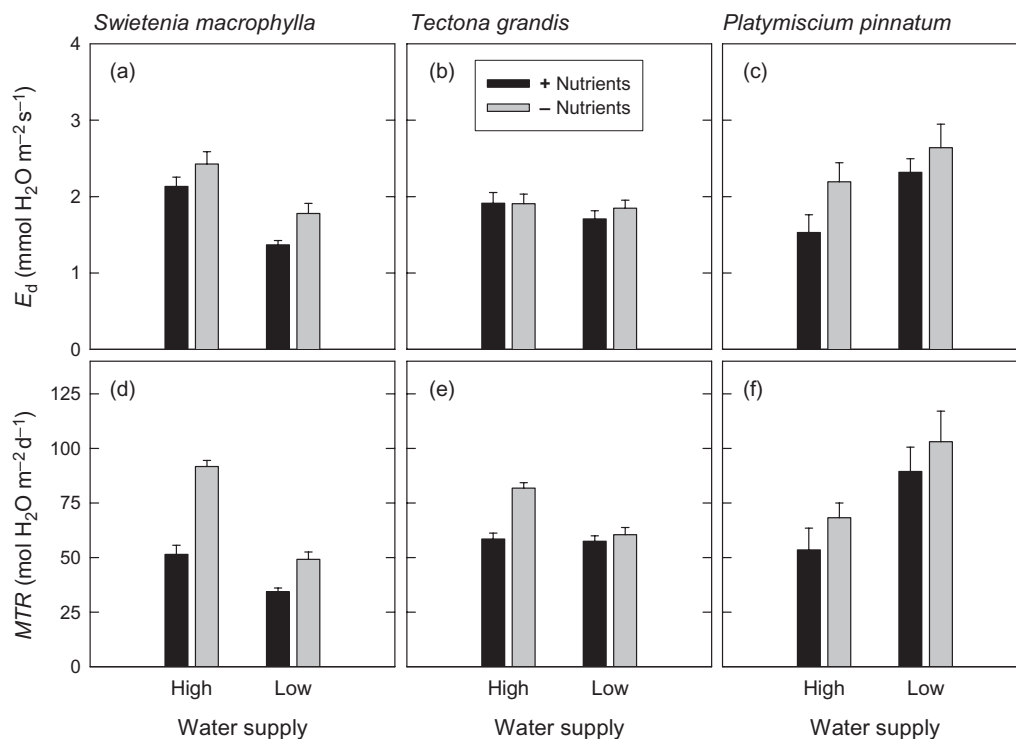 Swietenia macrophylla
Tectona grandis
Platymiscium pinnatum
4
3
2
1
0
E_d (mmol H₂O m⁻² s⁻¹)
(a)
(b)
+ Nutrients
− Nutrients
(c)
125
100
75
50
25
0
MTR (mol H₂O m⁻² d⁻¹)
(d)
(e)
(f)
High Low
High Low
High Low
Water supply
Water supply
Water supply